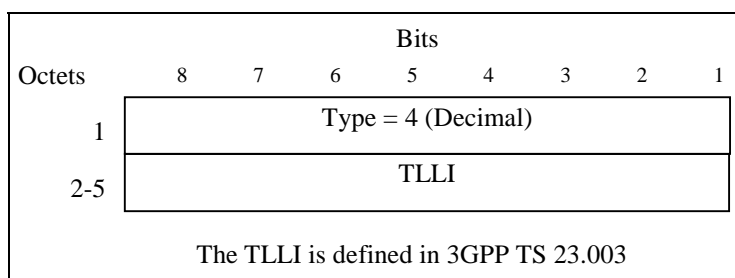 Bits
Octets 8 7 6 5 4 3 2 1
1 Type = 4 (Decimal)
2-5 TLLI
The TLLI is defined in 3GPP TS 23.003